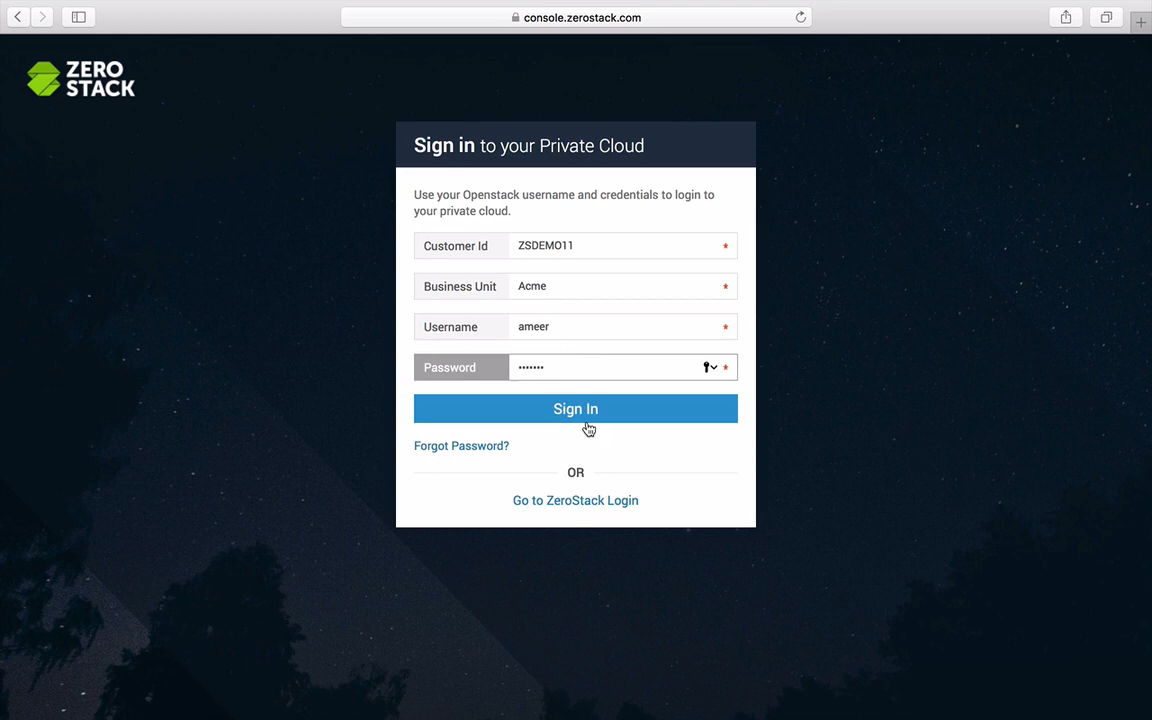 console.zerostack.com
ZERO
STACK
Sign in to your Private Cloud
Use your Openstack username and credentials to login to
your private cloud.
Customer Id ZSDEMO11 *
Business Unit Acme *
Username ameer *
Password ••••••• *
Sign In
Forgot Password?
OR
Go to ZeroStack Login